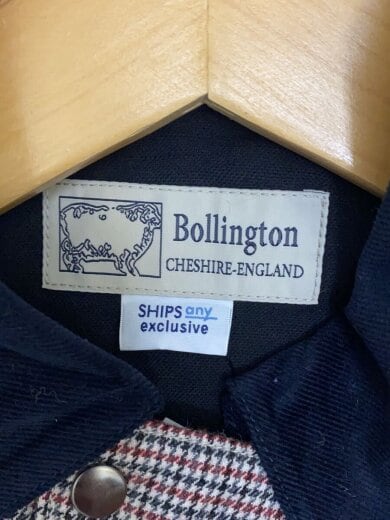 Bollington
CHESHIRE-ENGLAND
SHIPS any
exclusive